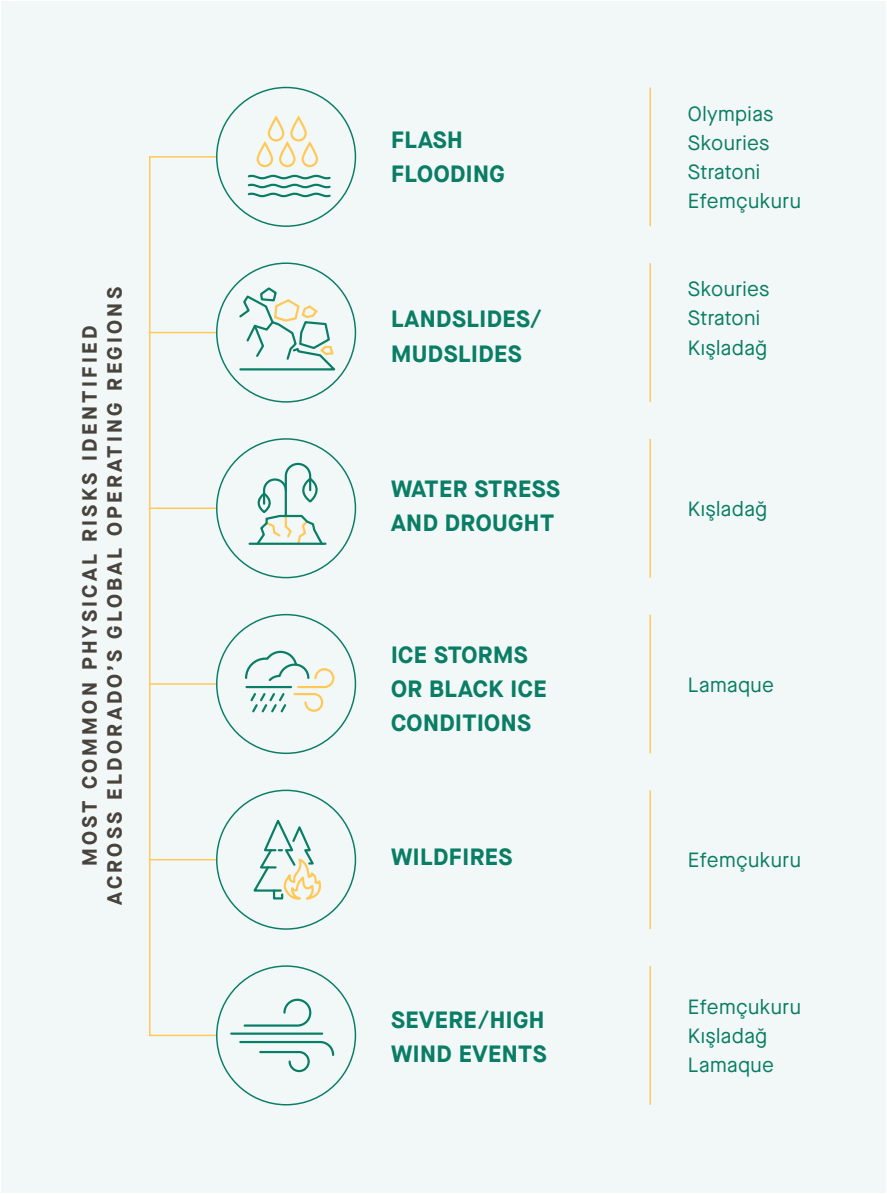 MOST COMMON PHYSICAL RISKS IDENTIFIED
ACROSS ELDORADO'S GLOBAL OPERATING REGIONS
FLASH
FLOODING
Olympias
Skouries
Stratoni
Efemçukuru
LANDSLIDES/
MUDSLIDES
Skouries
Stratoni
Kışladağ
WATER STRESS
AND DROUGHT
Kışladağ
ICE STORMS
OR BLACK ICE
CONDITIONS
Lamaque
WILDFIRES
Efemçukuru
SEVERE/HIGH
WIND EVENTS
Efemçukuru
Kışladağ
Lamaque